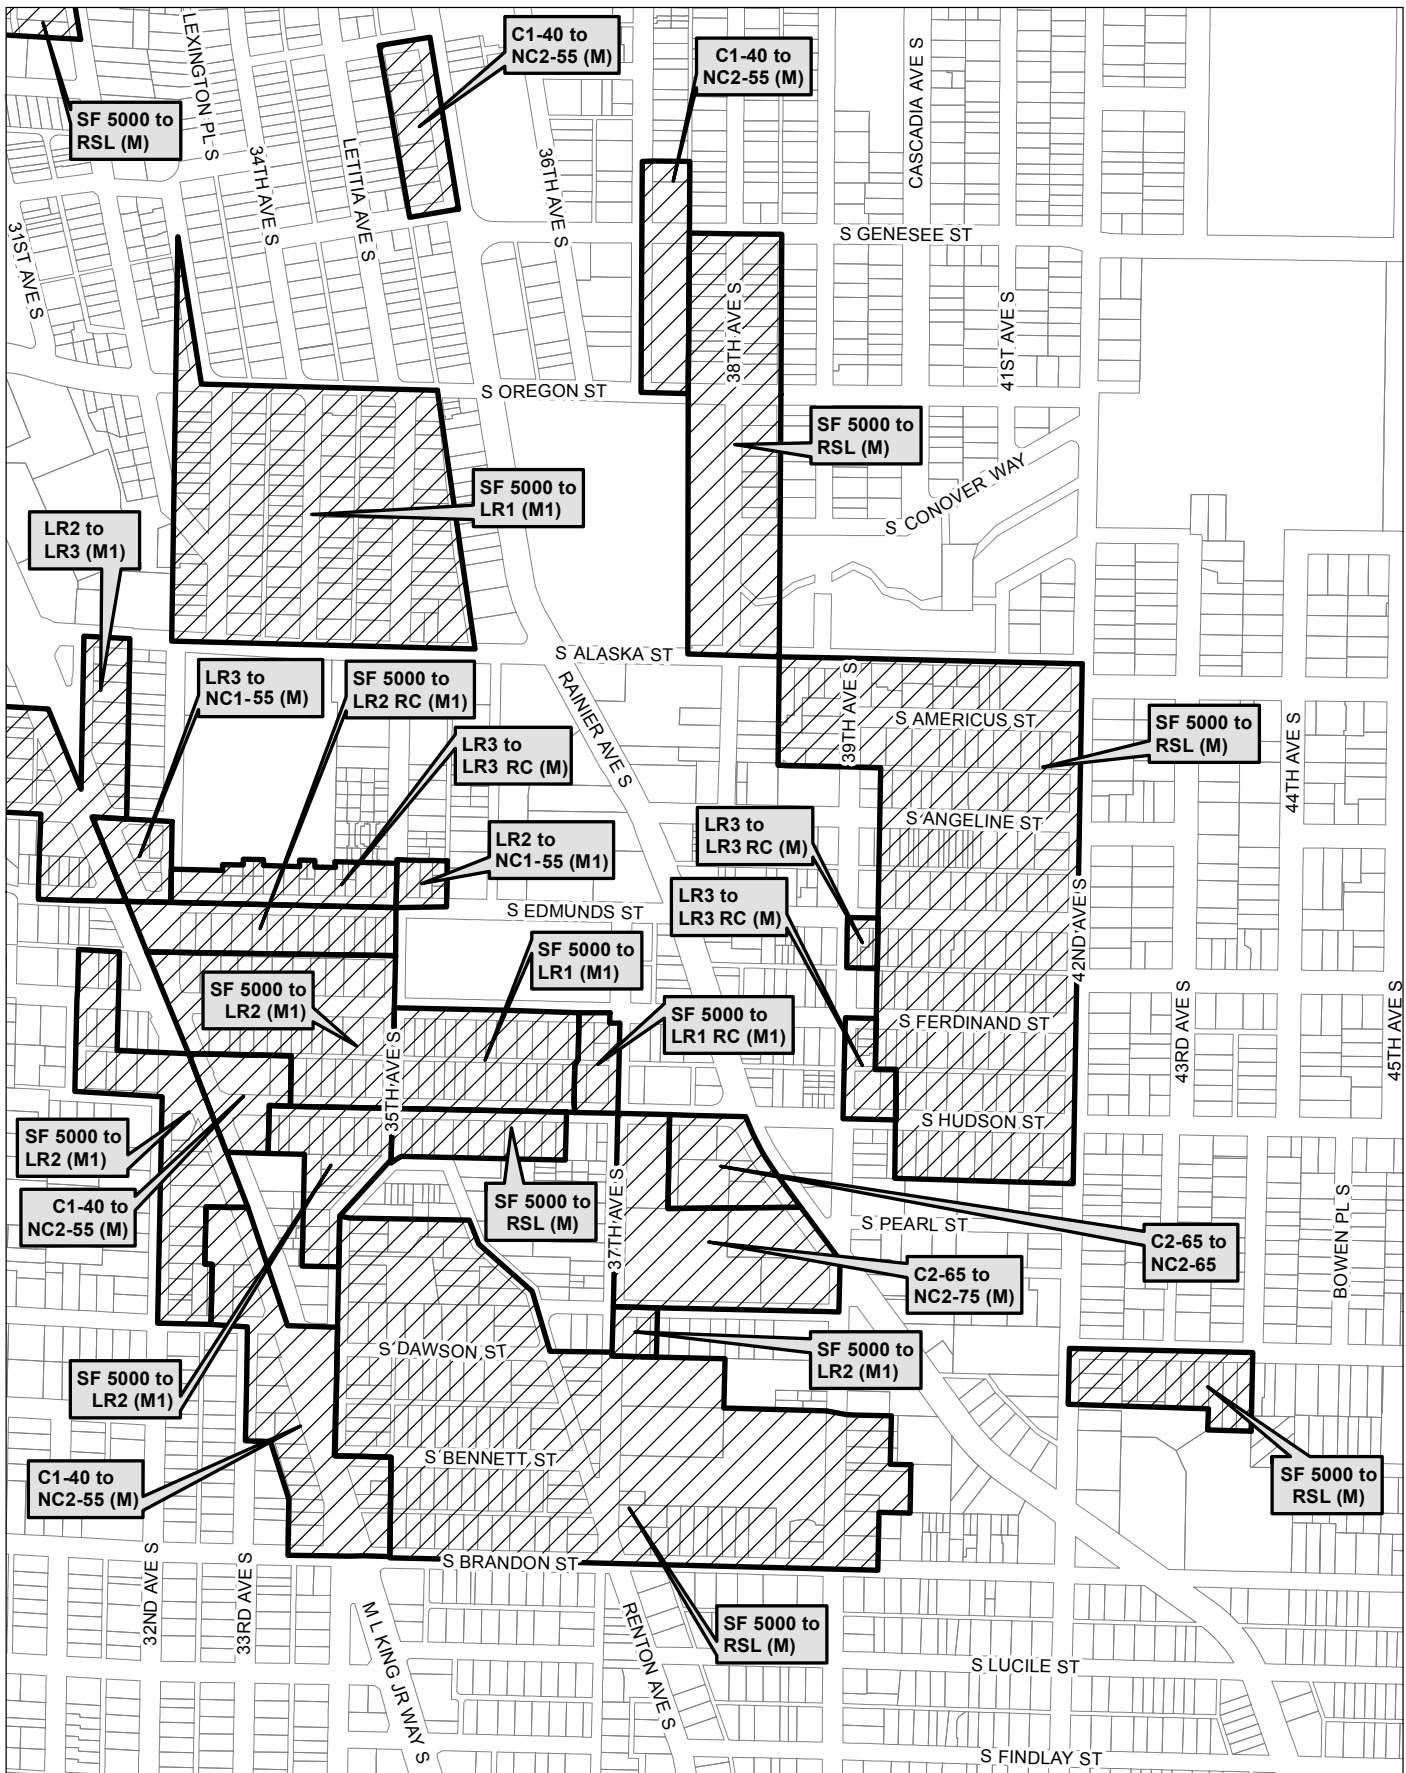 LEXINGTON PL S
C1-40 to
NC2-55 (M)
C1-40 to
NC2-55 (M)
CASCADIA AVE S
SF 5000 to
RSL (M)
34TH AVE S
LETITIA AVE S
36TH AVE S
31ST AVE S
S GENESEE ST
38TH AVE S
41ST AVE S
S OREGON ST
SF 5000 to
RSL (M)
SF 5000 to
LR1 (M1)
S CONOVER WAY
LR2 to
LR3 (M1)
S ALASKA ST
LR3 to
NC1-55 (M)
SF 5000 to
LR2 RC (M1)
RAINIER AVE S
39TH AVE S
S AMERICUS ST
SF 5000 to
RSL (M)
44TH AVE S
LR3 to
LR3 RC (M)
S ANGELINE ST
LR3 to
LR3 RC (M)
LR2 to
NC1-55 (M1)
LR3 to
LR3 RC (M)
S EDMUNDS ST
42ND AVE S
SF 5000 to
LR1 (M1)
SF 5000 to
LR2 (M1)
SF 5000 to
LR1 RC (M1)
S FERDINAND ST
43RD AVE S
45TH AVE S
35TH AVE S
SF 5000 to
LR2 (M1)
S HUDSON ST
C1-40 to
NC2-55 (M)
SF 5000 to
RSL (M)
37TH AVE S
S PEARL ST
C2-65 to
NC2-65
BOWEN PL S
C2-65 to
NC2-75 (M)
S DAWSON ST
SF 5000 to
LR2 (M1)
SF 5000 to
LR2 (M1)
S BENNETT ST
C1-40 to
NC2-55 (M)
SF 5000 to
RSL (M)
S BRANDON ST
32ND AVE S
33RD AVE S
M L KING JR WAY S
RENTON AVE S
SF 5000 to
RSL (M)
S LUCILE ST
S FINDLAY ST